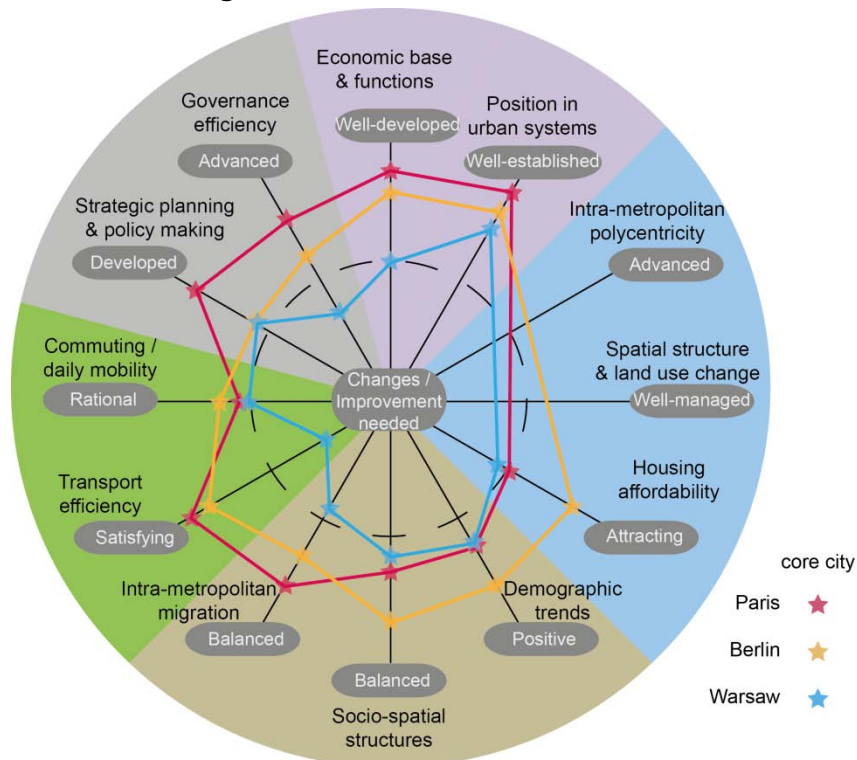 Economic base
& functions
Well-developed
Position in
urban systems
Well-established
Intra-metropolitan
polycentricity
Advanced
Spatial structure
& land use change
Well-managed
Housing
affordability
Attracting
Demographic
trends
Positive
Balanced
Socio-spatial
structures
Intra-metropolitan
migration
Balanced
Transport
efficiency
Satisfying
Commuting /
daily mobility
Rational
Strategic planning
& policy making
Developed
Governance
efficiency
Advanced
Changes /
Improvement
needed
core city
Paris
Berlin
Warsaw